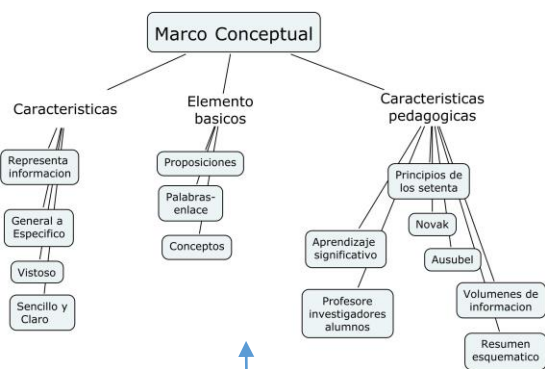 Marco Conceptual
Caracteristicas
Elemento
basicos
Caracteristicas
pedagogicas
Representa
informacion
General a
Especifico
Vistoso
Sencillo y
Claro
Proposiciones
Palabras-
enlace
Conceptos
Principios de
los setenta
Novak
Ausubel
Aprendizaje
significativo
Profesore
investigadores
alumnos
Volumenes de
informacion
Resumen
esquematico